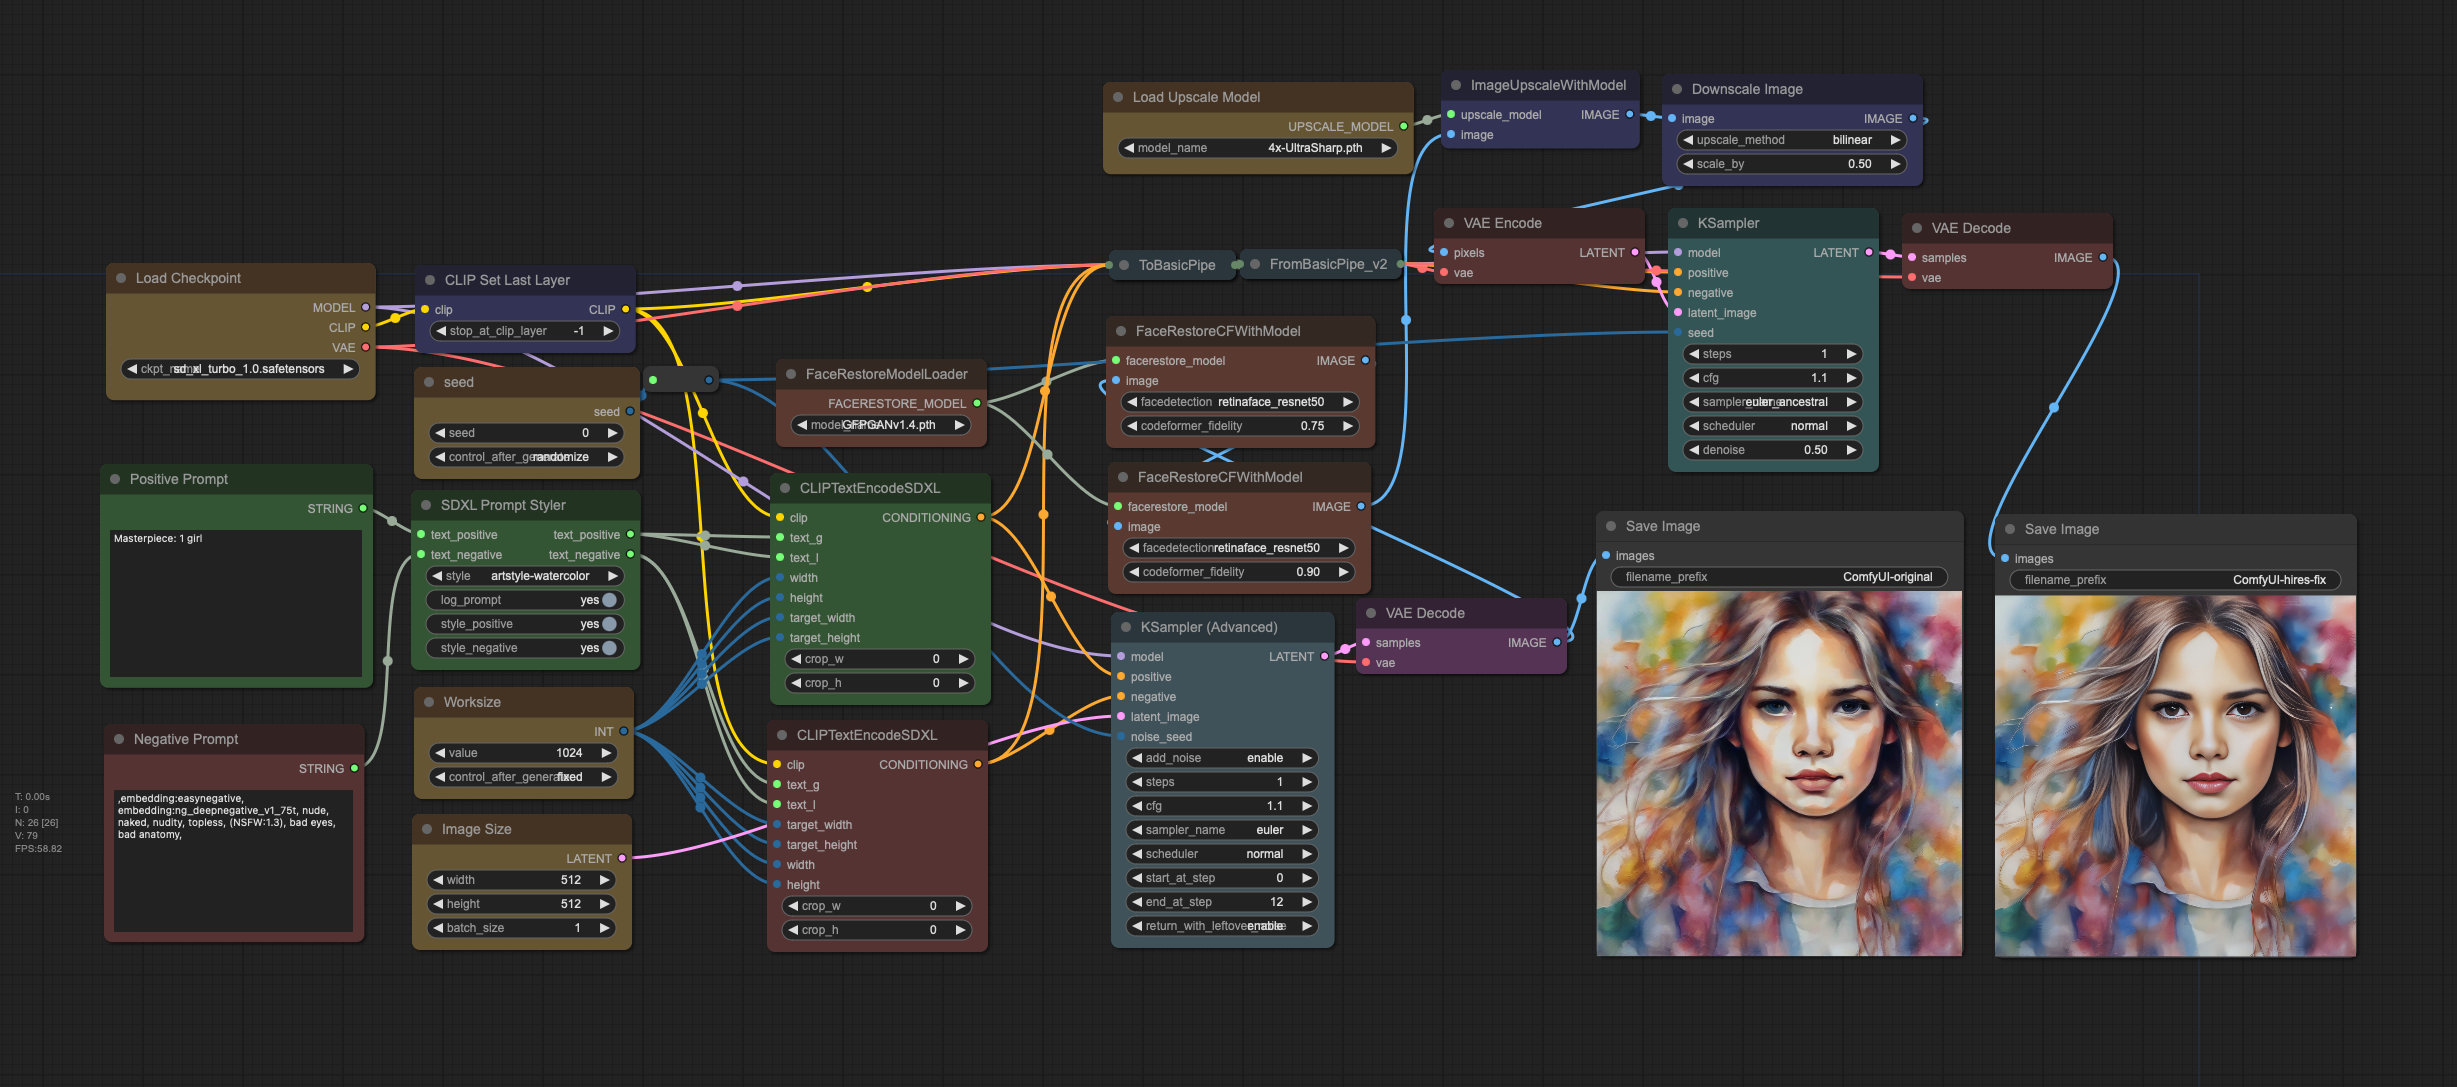 Load Upscale Model
UPSCALE_MODEL
model_name 4x-UltraSharp.pth
ImageUpscaleWithModel
upscale_model IMAGE
image
Downscale Image
image IMAGE
upscale_method bilinear
scale_by 0.50
Load Checkpoint
MODEL
CLIP
VAE
sd_xl_turbo_1.0.safetensors
CLIP Set Last Layer
clip CLIP
stop_at_clip_layer -1
ToBasicPipe
FromBasicPipe_v2
VAE Encode
pixels LATENT
vae
KSampler
model LATENT
positive
negative
latent_image
seed
steps 1
cfg 1.1
euler_ancestral
scheduler normal
denoise 0.50
VAE Decode
samples IMAGE
vae
seed
seed
seed 0
control_after_generate randomize
FaceRestoreModelLoader
FACERESTORE_MODEL
GFPGANv1.4.pth
FaceRestoreCFWithModel
facerestore_model IMAGE
image
facedetection retinaface_resnet50
codeformer_fidelity 0.75
FaceRestoreCFWithModel
facerestore_model IMAGE
image
facedetection retinaface_resnet50
codeformer_fidelity 0.90
Positive Prompt
STRING
Masterpiece: 1 girl
SDXL Prompt Styler
text_positive text_positive
text_negative text_negative
style artstyle-watercolor
log_prompt yes
style_positive yes
style_negative yes
CLIPTextEncodeSDXL
clip CONDITIONING
text_g
text_l
width
height
target_width
target_height
crop_w 0
crop_h 0
Negative Prompt
STRING
,embedding:easynegative,
embedding:ng_deepnegative_v1_75t, nude,
naked, nudity, topless, (NSFW:1.3), bad eyes,
bad anatomy,
Worksize
INT
value 1024
control_after_generate fixed
Image Size
LATENT
width 512
height 512
batch_size 1
CLIPTextEncodeSDXL
clip CONDITIONING
text_g
text_l
target_width
target_height
width
height
crop_w 0
crop_h 0
KSampler (Advanced)
model LATENT
positive
negative
latent_image
noise_seed
add_noise enable
steps 1
cfg 1.1
sampler_name euler
scheduler normal
start_at_step 0
end_at_step 12
enable
VAE Decode
samples IMAGE
vae
Save Image
images
filename_prefix ComfyUI-original
Save Image
images
filename_prefix ComfyUI-hires-fix
T: 0.00s
I: 0
N: 26 [26]
V: 79
FPS:58.82